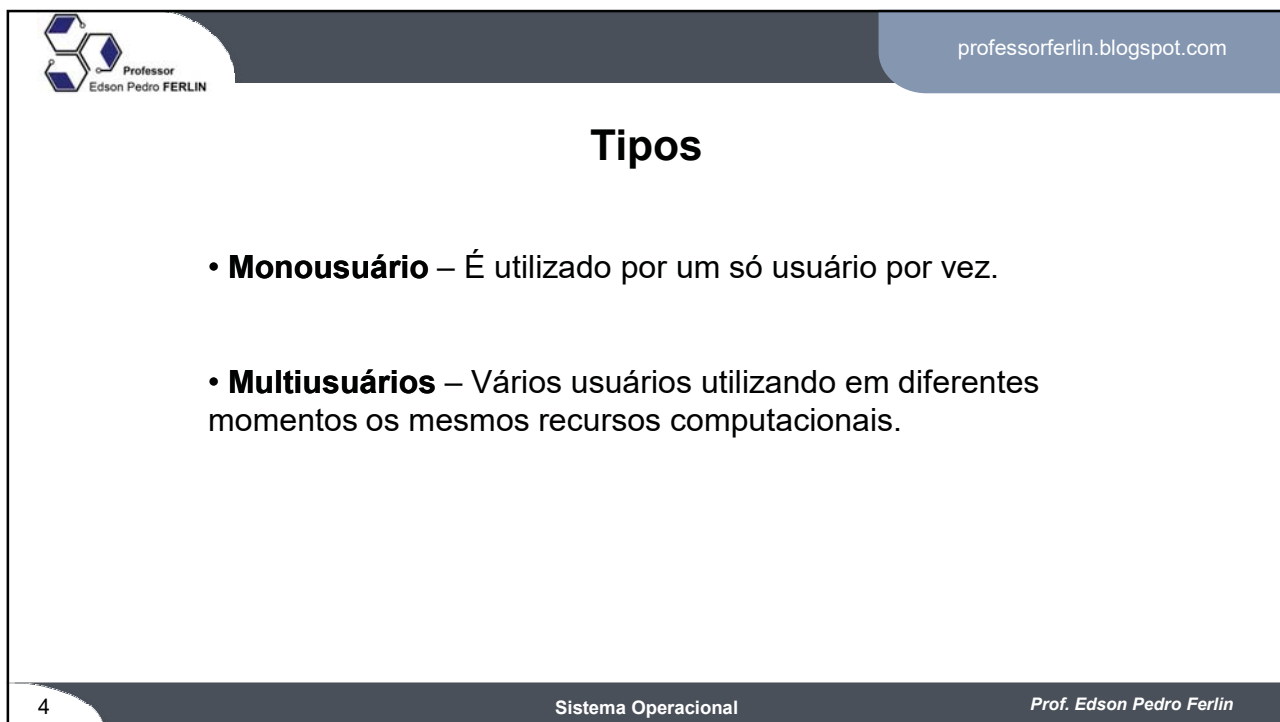 Professor
Edson Pedro FERLIN
professorferlin.blogspot.com
Tipos
• Monousuário – É utilizado por um só usuário por vez.
• Multiusuários – Vários usuários utilizando em diferentes
momentos os mesmos recursos computacionais.
4
Sistema Operacional
Prof. Edson Pedro Ferlin